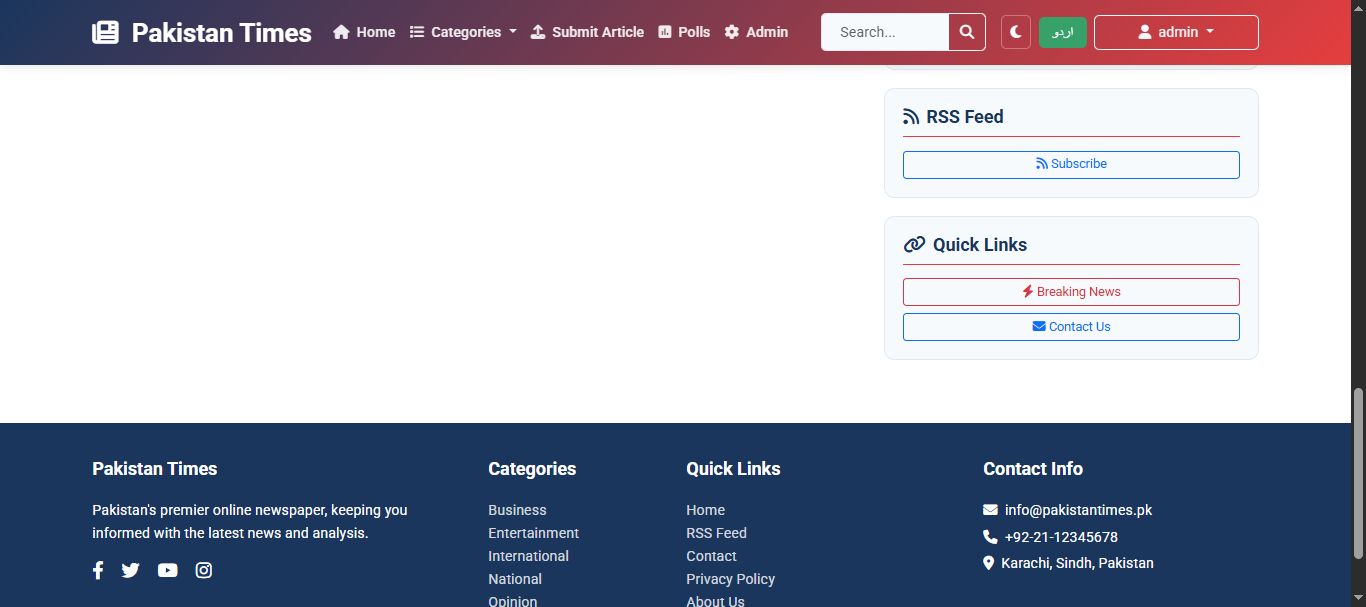 Pakistan Times
Home
Categories
Submit Article
Polls
Admin
Search...
اردو
admin
RSS Feed
Subscribe
Quick Links
Breaking News
Contact Us
Pakistan Times
Pakistan's premier online newspaper, keeping you
informed with the latest news and analysis.
Categories
Business
Entertainment
International
National
Opinion
Quick Links
Home
RSS Feed
Contact
Privacy Policy
About Us
Contact Info
info@pakistantimes.pk
+92-21-12345678
Karachi, Sindh, Pakistan